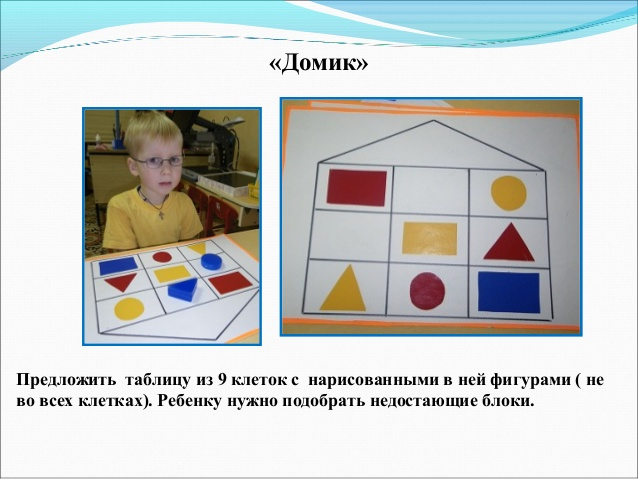 «Домик»
Предложить таблицу из 9 клеток с нарисованными в ней фигурами ( не
во всех клетках). Ребенку нужно подобрать недостающие блоки.